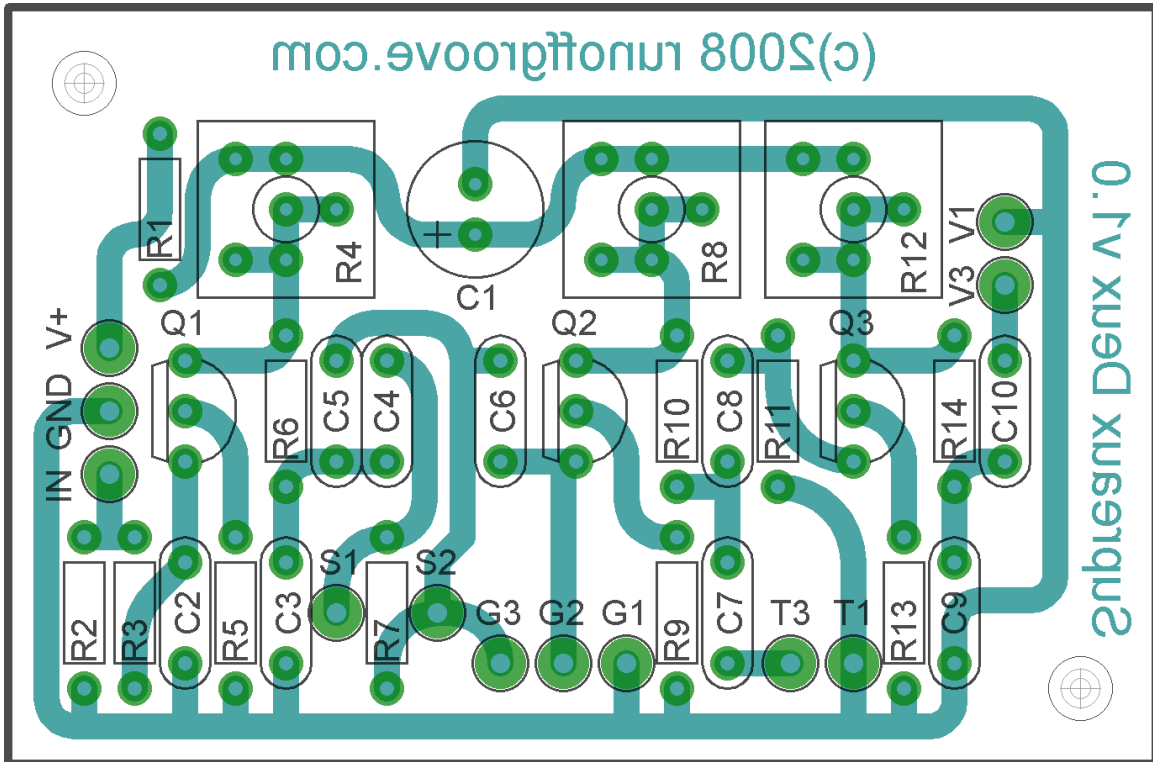 (c)2008 runoffgroove.com
Supreaux Deux v1.0
R1
R4
+
C1
R8
R12
V1
V3
V+
GND
IN
Q1
Q2
Q3
R6
C5
C4
C6
R10
C8
R11
R14
C10
R2
R3
C2
R5
C3
S1
R7
S2
G3
G2
G1
R9
C7
T3
T1
R13
C9